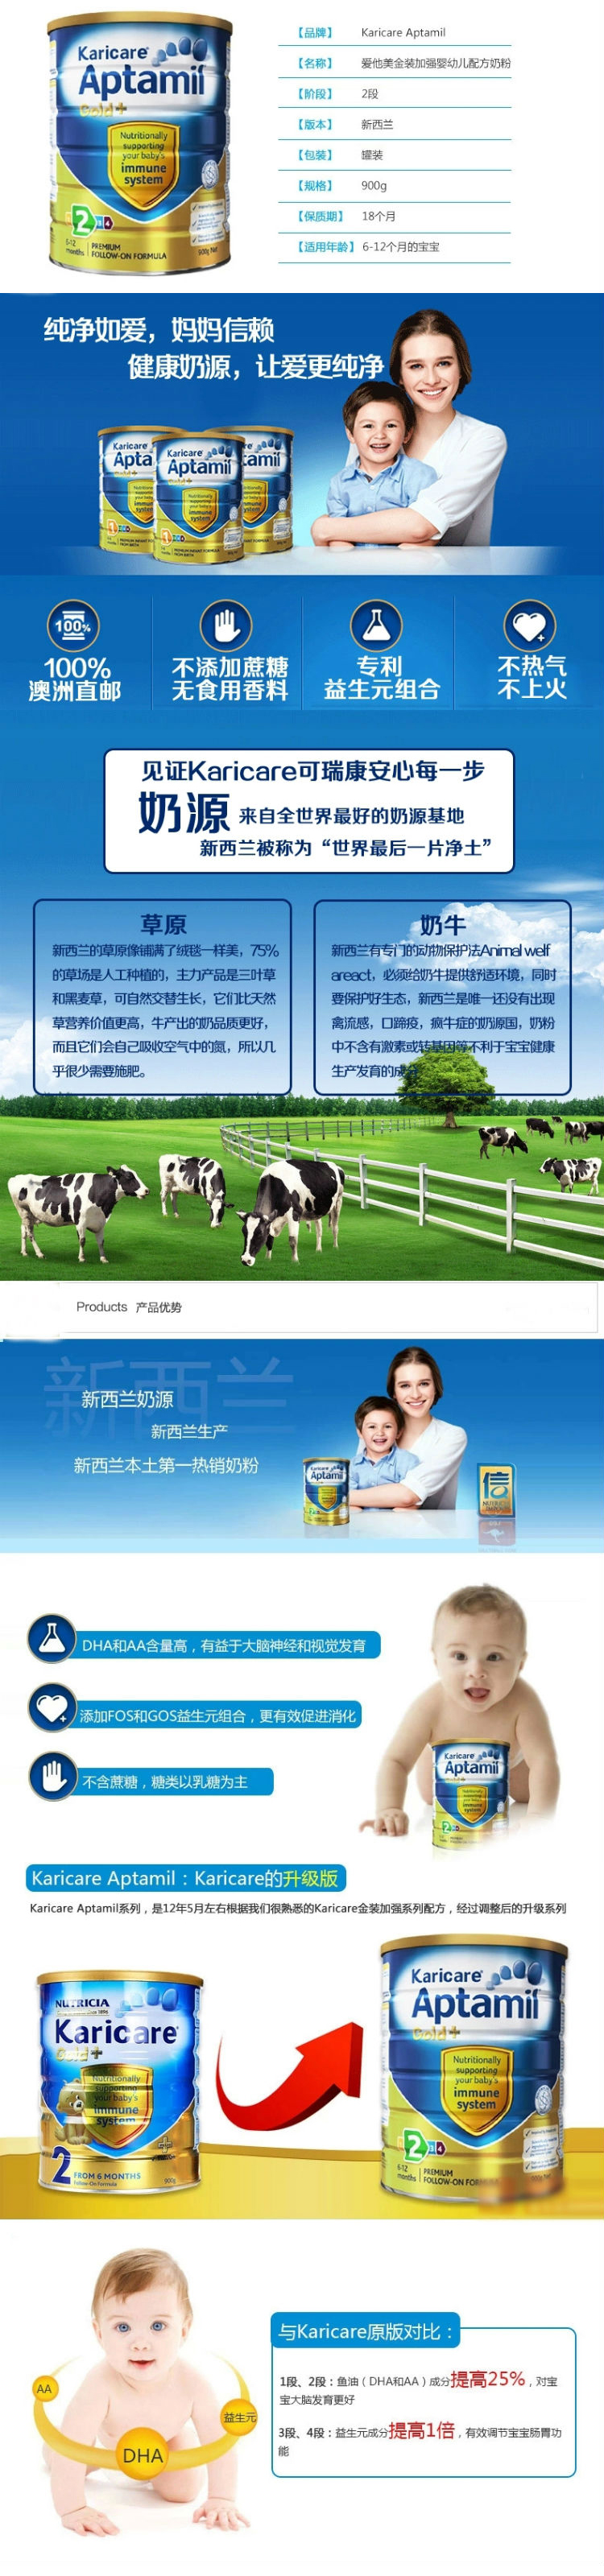 Karicare
Aptamil
Gold+
Nutritionally
supporting
your baby's
immune
system
2
6-12
months
PREMIUM
FOLLOW-ON FORMULA
900g Net
【品牌】 Karicare Aptamil
【名称】 爱他美金装加强婴幼儿配方奶粉
【阶段】 2段
【版本】 新西兰
【包装】 罐装
【规格】 900g
【保质期】 18个月
【适用年龄】 6-12个月的宝宝
纯净如爱，妈妈信赖
健康奶源，让爱更纯净
Karicare
Aptamil
100%
100%
澳洲直邮
不添加蔗糖
无食用香料
专利
益生元组合
不热气
不上火
见证Karicare可瑞康安心每一步
奶源 来自全世界最好的奶源基地
新西兰被称为“世界最后一片净土”
草原
新西兰的草原像铺满了绒毯一样美，75%
的草场是人工种植的，主力产品是三叶草
和黑麦草，可自然交替生长，它们比天然
草营养价值更高，牛产出的奶品质更好，
而且它们会自己吸收空气中的氮，所以几
乎很少需要施肥。
奶牛
新西兰有专门的动物保护法Animal welf
areact，必须给奶牛提供舒适环境，同时
要保护好生态，新西兰是唯一还没有出现
禽流感，口蹄疫，疯牛症的奶源国，奶粉
中不含有激素或转基因等不利于宝宝健康
生产发育的成分
Products 产品优势
新西兰
新西兰奶源
新西兰生产
新西兰本土第一热销奶粉
Aptamil
信
DHA和AA含量高，有益于大脑神经和视觉发育
添加FOS和GOS益生元组合，更有效促进消化
不含蔗糖，糖类以乳糖为主
Karicare
Aptamil
Karicare Aptamil：Karicare的升级版
Karicare Aptamil系列，是12年5月左右根据我们很熟悉的Karicare金装加强系列配方，经过调整后的升级系列
NUTRICIA
Karicare
Gold+
Nutritionally
supporting
your baby's
immune
system
2 FROM 6 MONTHS
Follow-On Formula
900g
Karicare
Aptamil
Gold+
Nutritionally
supporting
your baby's
immune
system
2
6-12
months
PREMIUM
FOLLOW-ON FOR
与Karicare原版对比：
1段、2段：鱼油（DHA和AA）成分提高25%，对宝
宝大脑发育更好
3段、4段：益生元成分提高1倍，有效调节宝宝肠胃功
能
AA
益生元
DHA